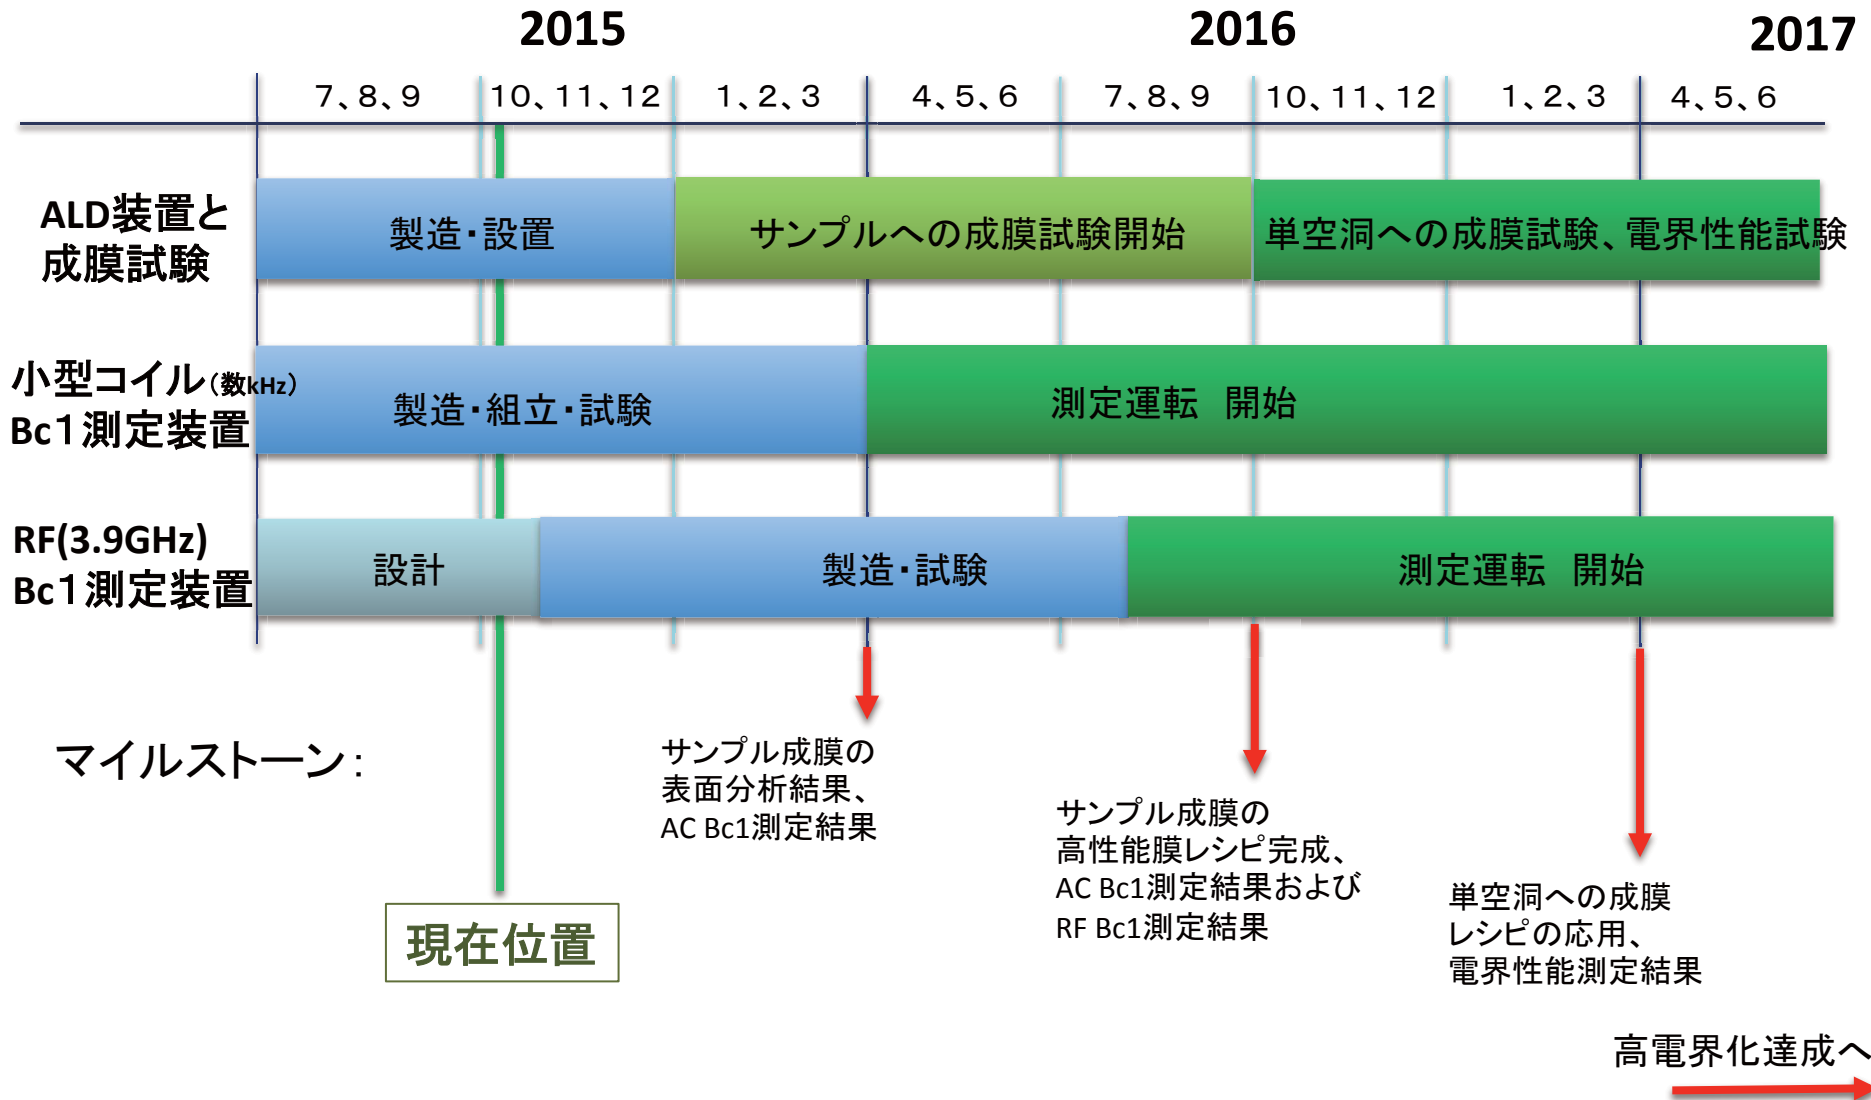 2015
2016
2017
7、8、9
10、11、12
1、2、3
4、5、6
7、8、9
10、11、12
1、2、3
4、5、6
ALD装置と
成膜試験
製造・設置
サンプルへの成膜試験開始
単空洞への成膜試験、電界性能試験
小型コイル（数kHz）
Bc1測定装置
製造・組立・試験
測定運転　開始
RF(3.9GHz)
Bc1測定装置
設計
製造・試験
測定運転　開始
マイルストーン：
サンプル成膜の
表面分析結果、
AC Bc1測定結果
サンプル成膜の
高性能膜レシピ完成、
AC Bc1測定結果および
RF Bc1測定結果
単空洞への成膜
レシピの応用、
電界性能測定結果
現在位置
高電界化達成へ